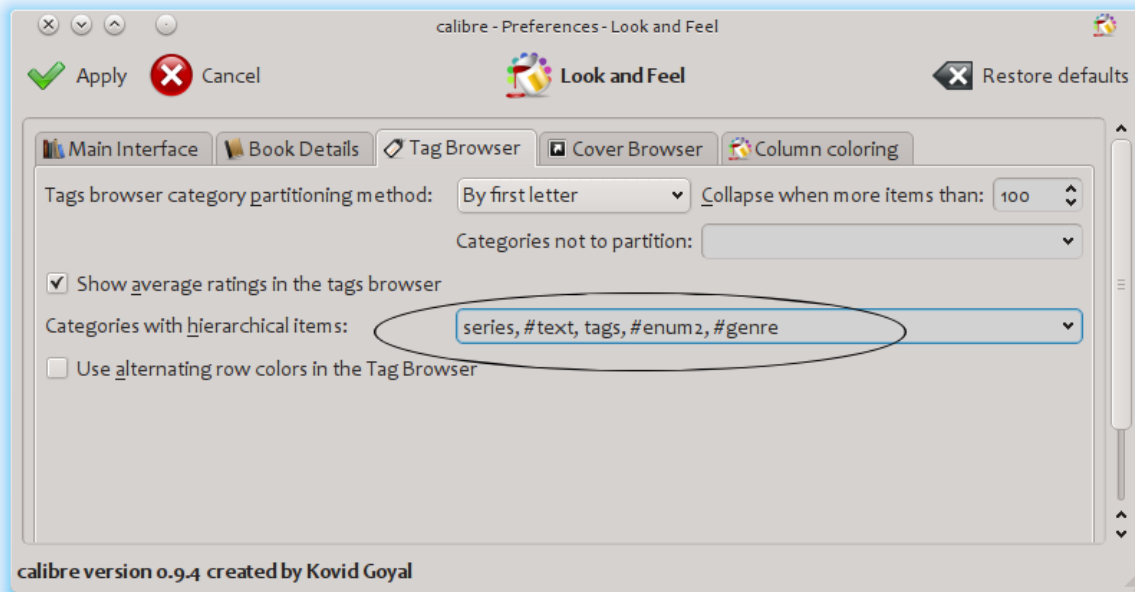 calibre - Preferences - Look and Feel
Apply Cancel Look and Feel Restore defaults
Main Interface Book Details Tag Browser Cover Browser Column coloring
Tags browser category partitioning method: By first letter Collapse when more items than: 100
Categories not to partition:
Show average ratings in the tags browser
Categories with hierarchical items: series, #text, tags, #enum2, #genre
Use alternating row colors in the Tag Browser
calibre version 0.9.4 created by Kovid Goyal